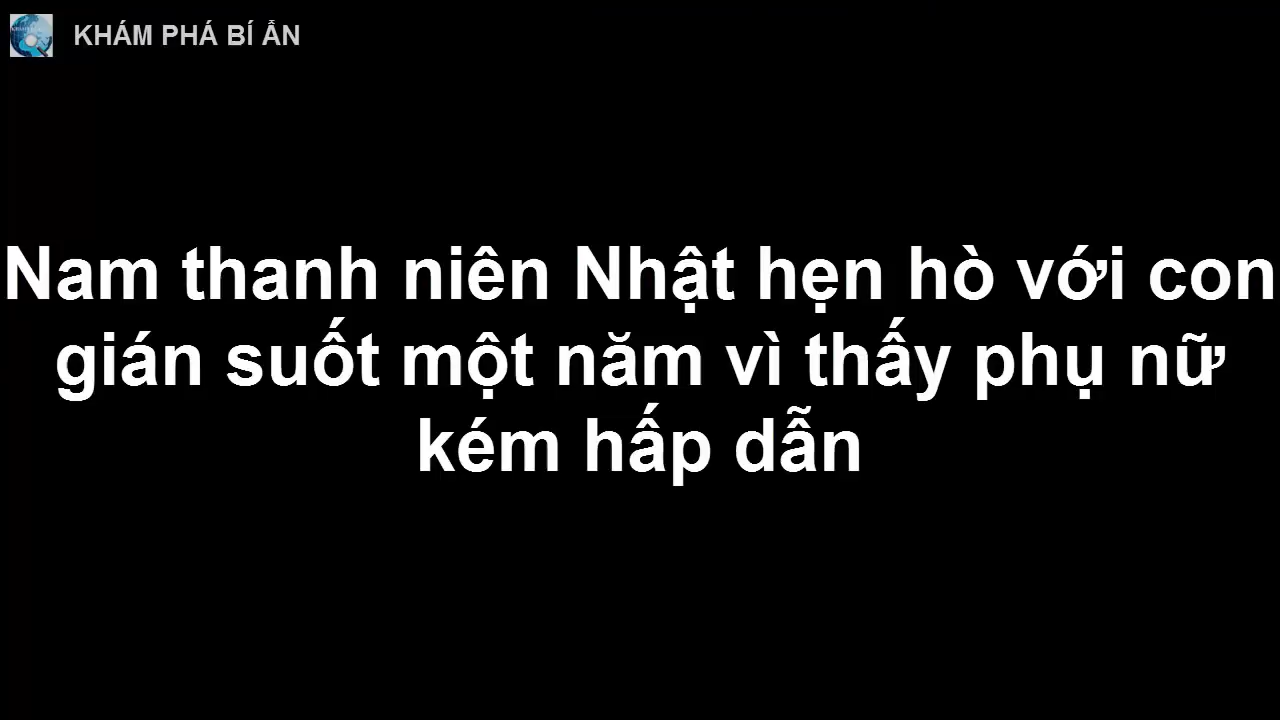 KHÁM PHÁ BÍ ẨN
Nam thanh niên Nhật hẹn hò với con
gián suốt một năm vì thấy phụ nữ
kém hấp dẫn